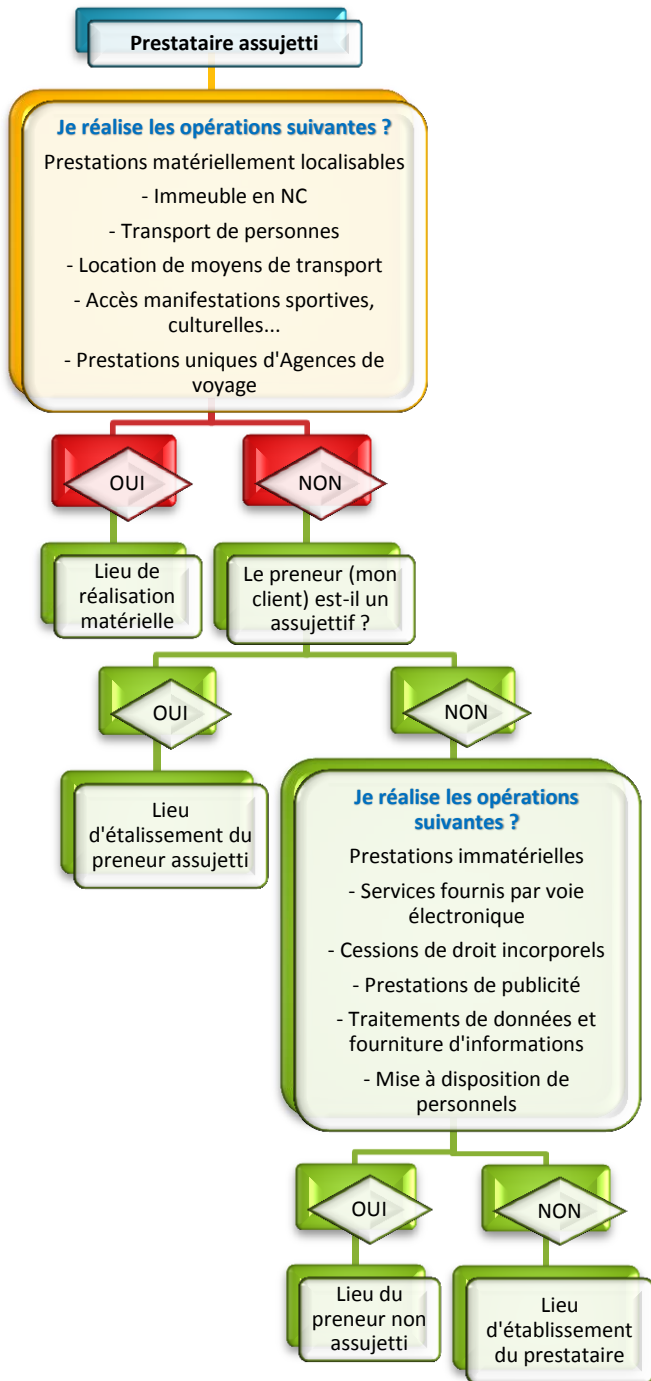 Prestataire assujetti
Je réalise les opérations suivantes ?
Prestations matériellement localisables
- Immeuble en NC
- Transport de personnes
- Location de moyens de transport
- Accès manifestations sportives,
culturelles...
- Prestations uniques d'Agences de
voyage
OUI
NON
Lieu de
réalisation
matérielle
Le preneur (mon
client) est-il un
assujettif ?
OUI
NON
Lieu
d'étalissement du
preneur assujetti
Je réalise les opérations
suivantes ?
Prestations immatérielles
- Services fournis par voie
électronique
- Cessions de droit incorporels
- Prestations de publicité
- Traitements de données et
fourniture d'informations
- Mise à disposition de
personnels
OUI
NON
Lieu du
preneur non
assujetti
Lieu
d'établissement
du prestataire